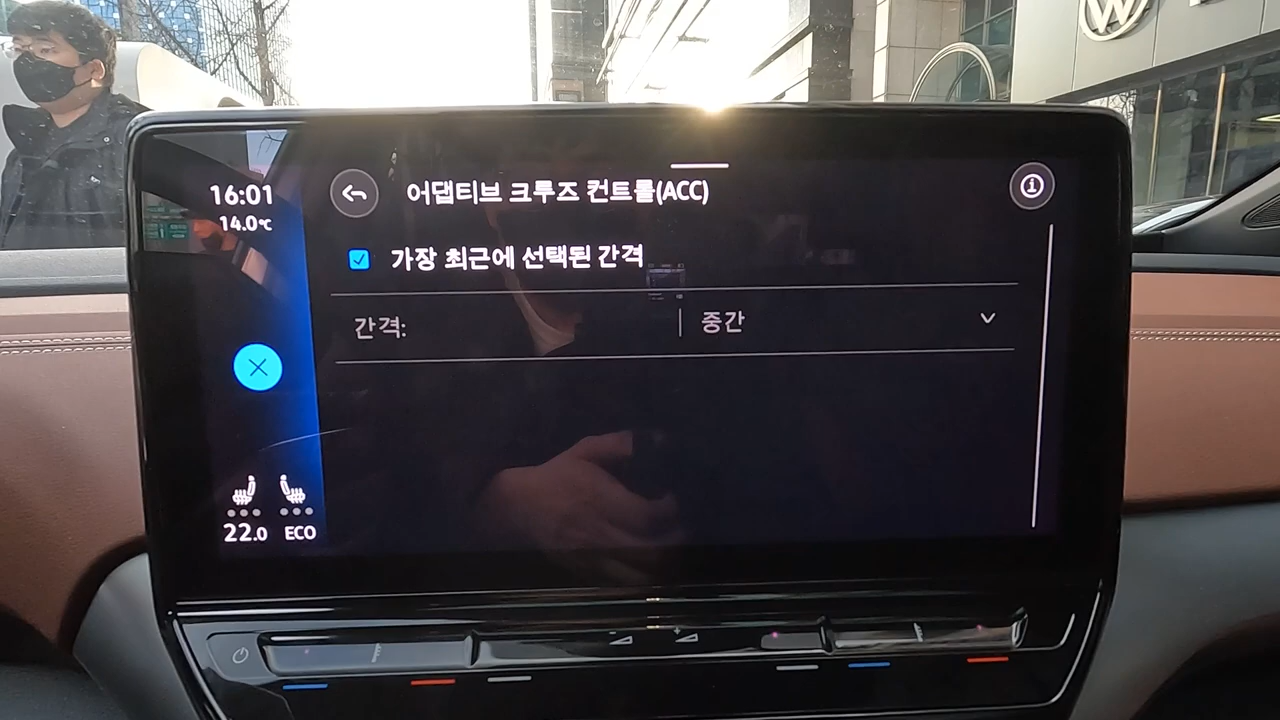 16:01
14.0℃
어댑티브 크루즈 컨트롤(ACC)
가장 최근에 선택된 간격
간격:
중간
22.0
ECO